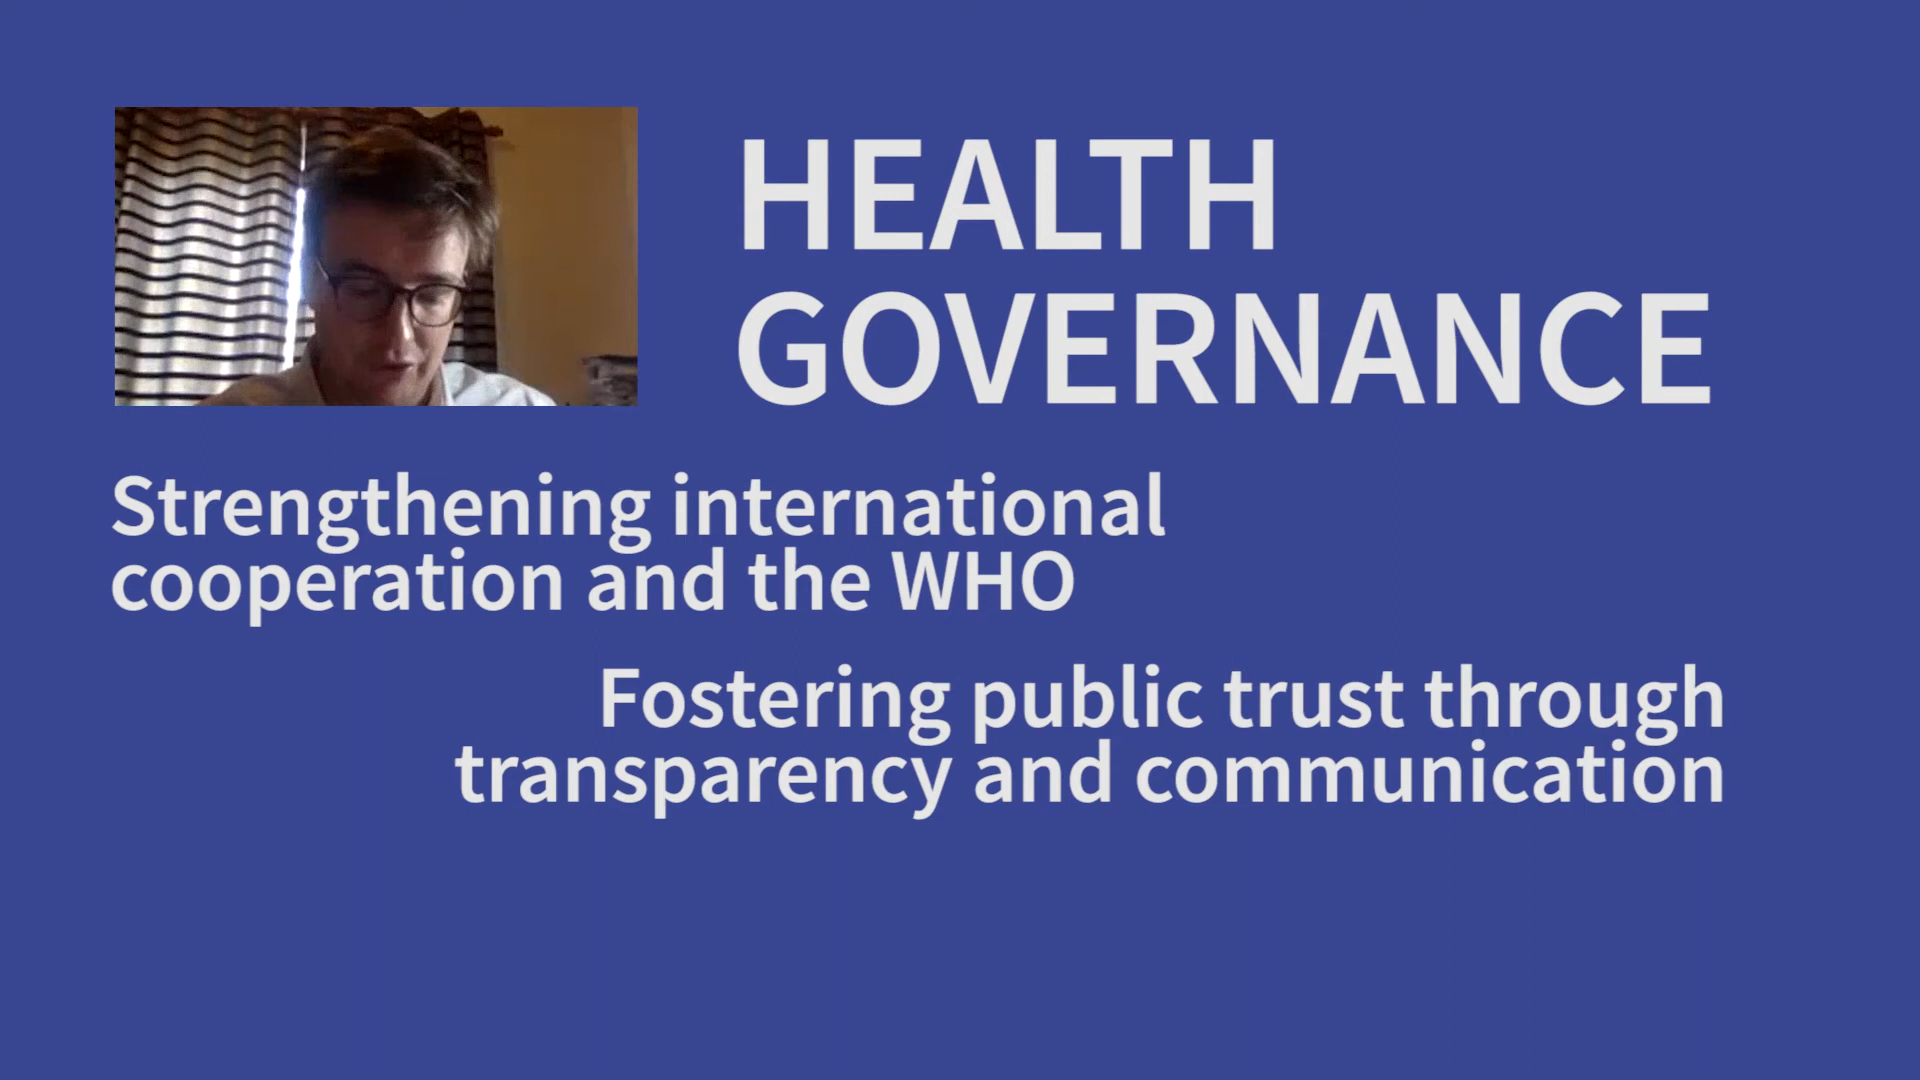 HEALTH
GOVERNANCE
Strengthening international
cooperation and the WHO
Fostering public trust through
transparency and communication